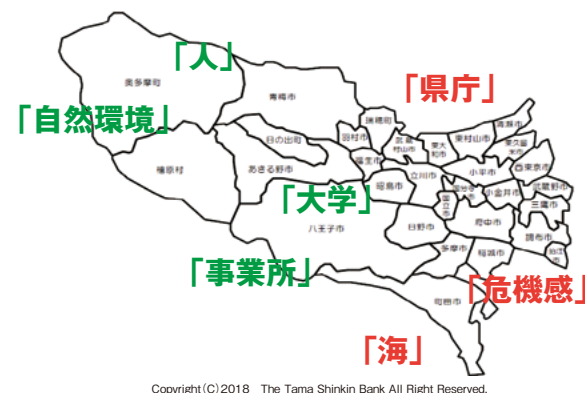 「人」
「県庁」
奥多摩町
青梅市
「自然環境」
瑞穂町
清瀬市
日の出町
羽村市
武蔵
村山市
東大
和市
東村山市
東久留
米市
檜原村
あきる野市
福生市
昭島市
立川市
小平市
西東京市
「大学」
国分寺
市
小金井市
武蔵野市
国立
市
三鷹市
八王子市
日野市
府中市
調布市
狛江
市
多摩市
稲城市
「事業所」
「危機感」
町田市
「海」
Copyright(C)2018 The Tama Shinkin Bank All Right Reserved.